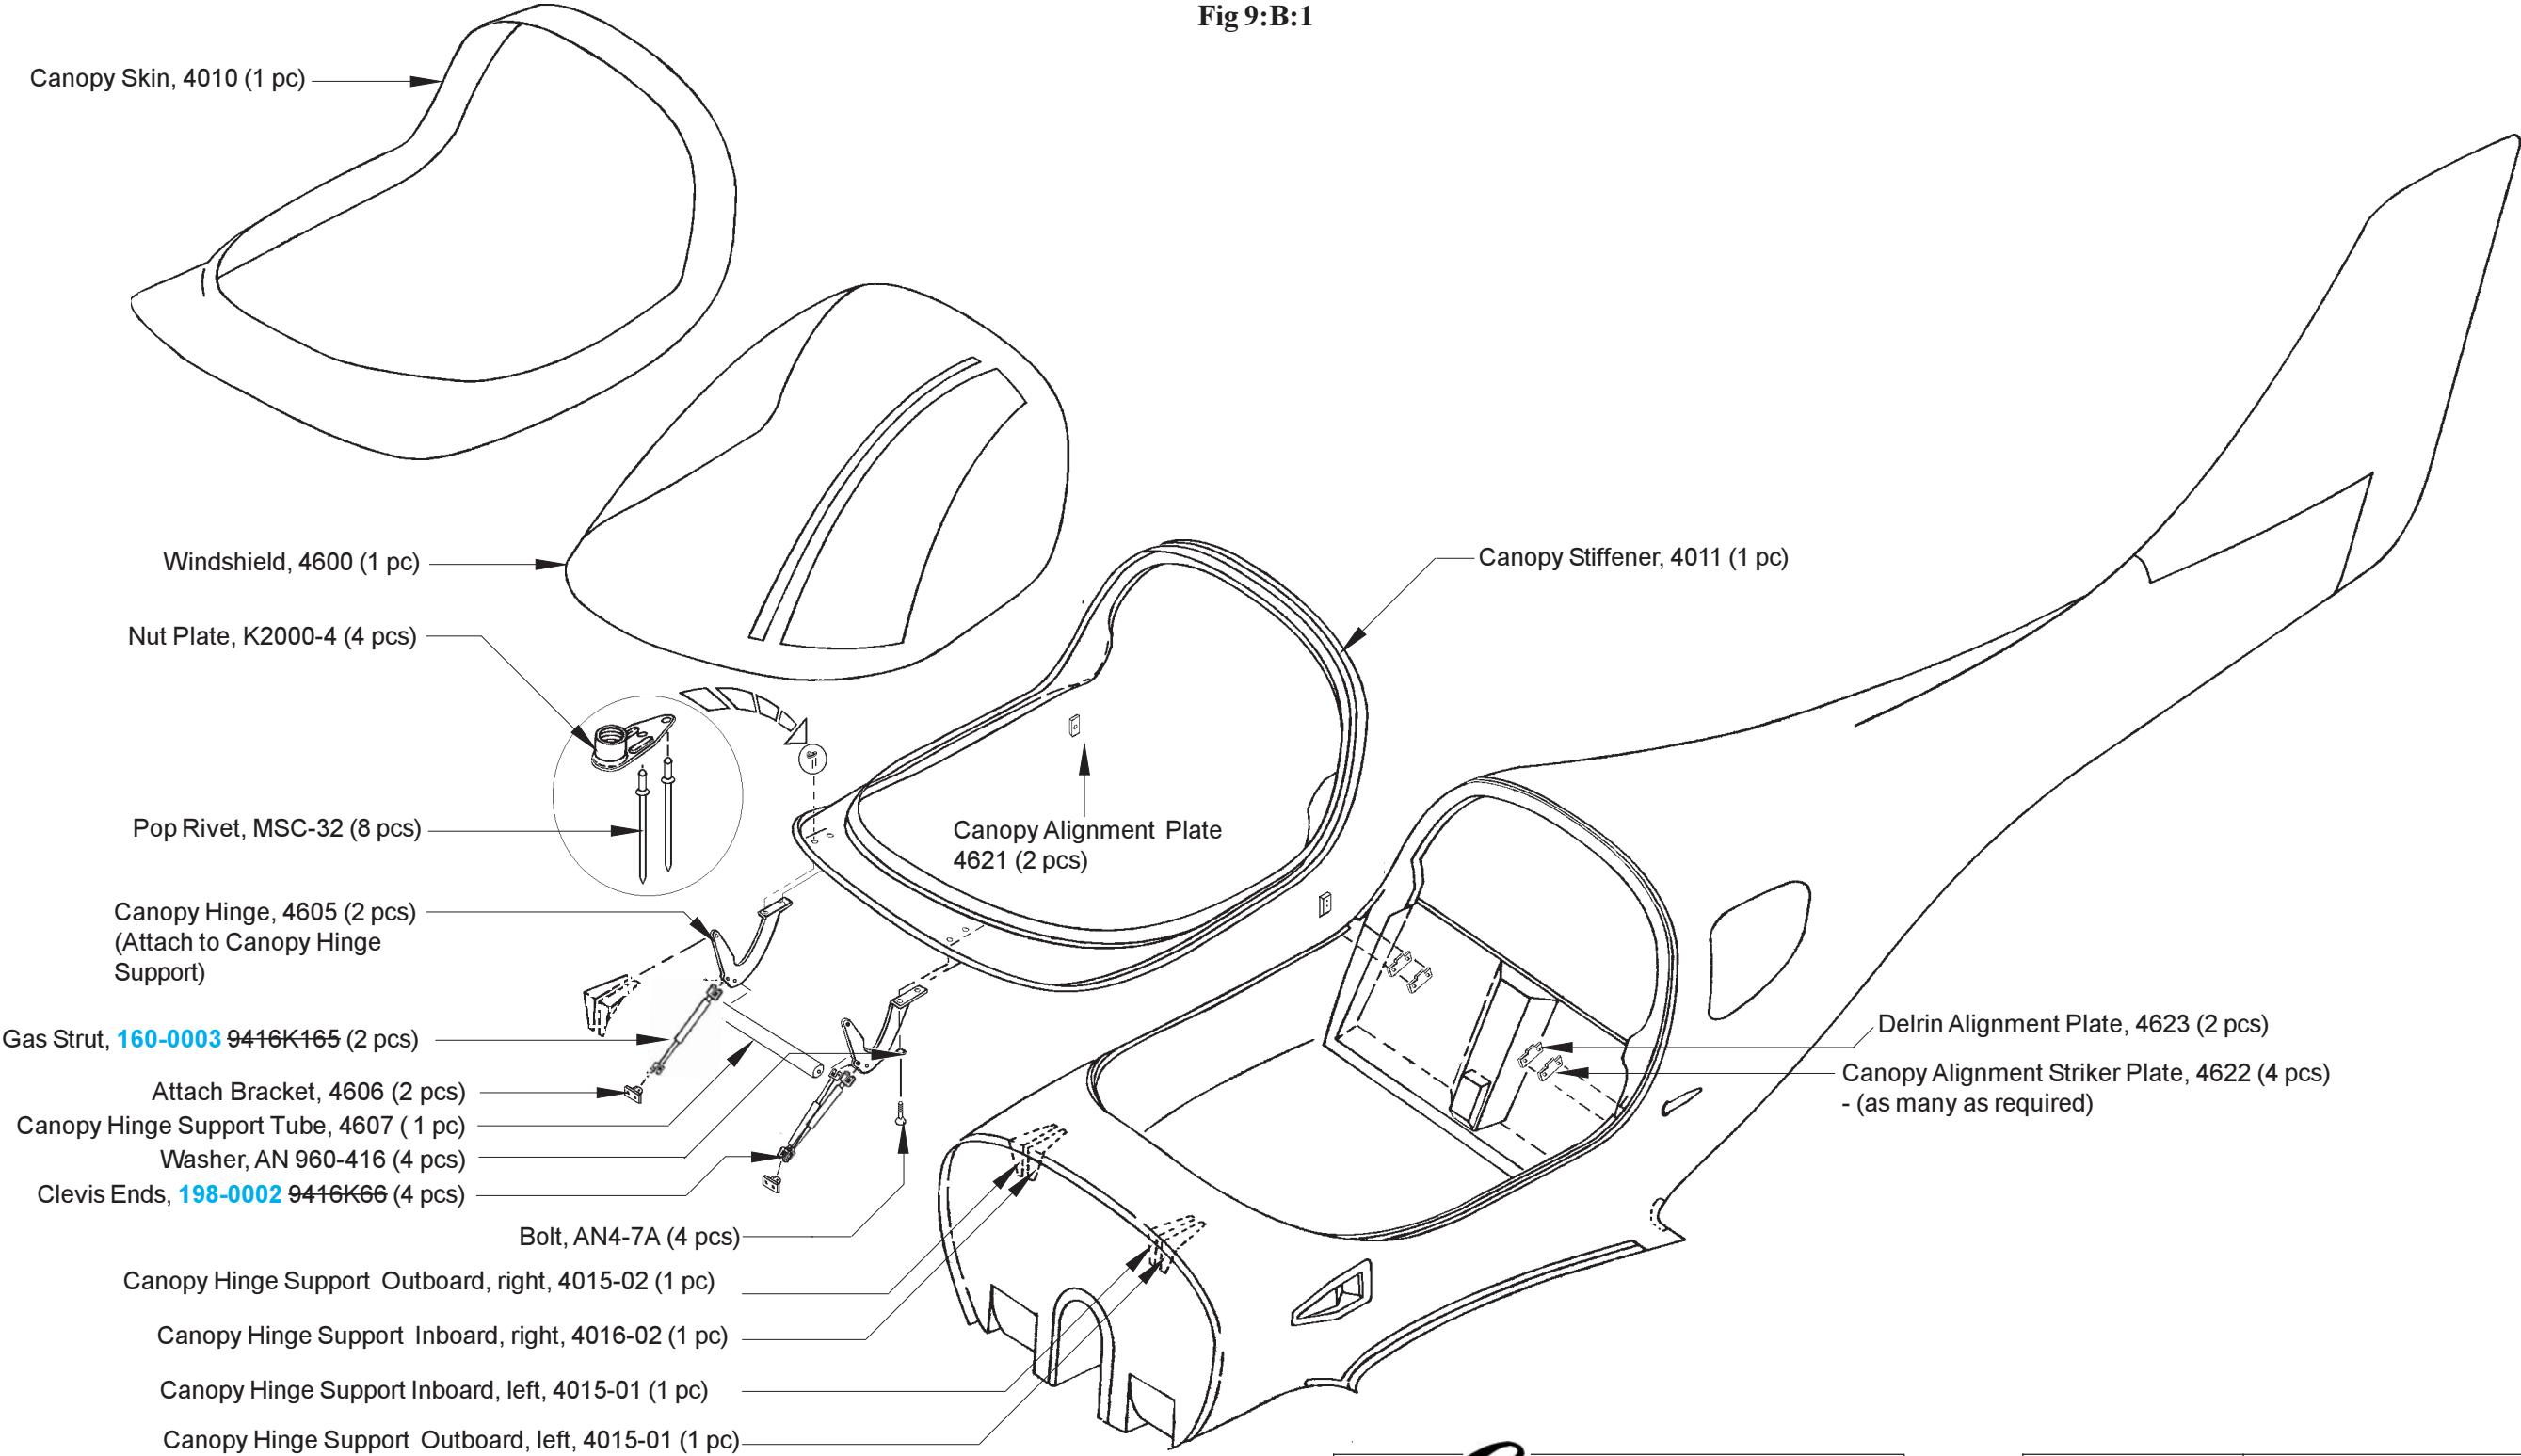 Fig 9:B:1
Canopy Skin, 4010 (1 pc)
Windshield, 4600 (1 pc)
Canopy Stiffener, 4011 (1 pc)
Nut Plate, K2000-4 (4 pcs)
Pop Rivet, MSC-32 (8 pcs)
Canopy Alignment Plate
4621 (2 pcs)
Canopy Hinge, 4605 (2 pcs)
(Attach to Canopy Hinge
Support)
Gas Strut, 160-0003 9416K165 (2 pcs)
Delrin Alignment Plate, 4623 (2 pcs)
Canopy Alignment Striker Plate, 4622 (4 pcs)
- (as many as required)
Attach Bracket, 4606 (2 pcs)
Canopy Hinge Support Tube, 4607 ( 1 pc)
Washer, AN 960-416 (4 pcs)
Clevis Ends, 198-0002 9416K66 (4 pcs)
Bolt, AN4-7A (4 pcs)
Canopy Hinge Support Outboard, right, 4015-02 (1 pc)
Canopy Hinge Support Inboard, right, 4016-02 (1 pc)
Canopy Hinge Support Inboard, left, 4015-01 (1 pc)
Canopy Hinge Support Outboard, left, 4015-01 (1 pc)